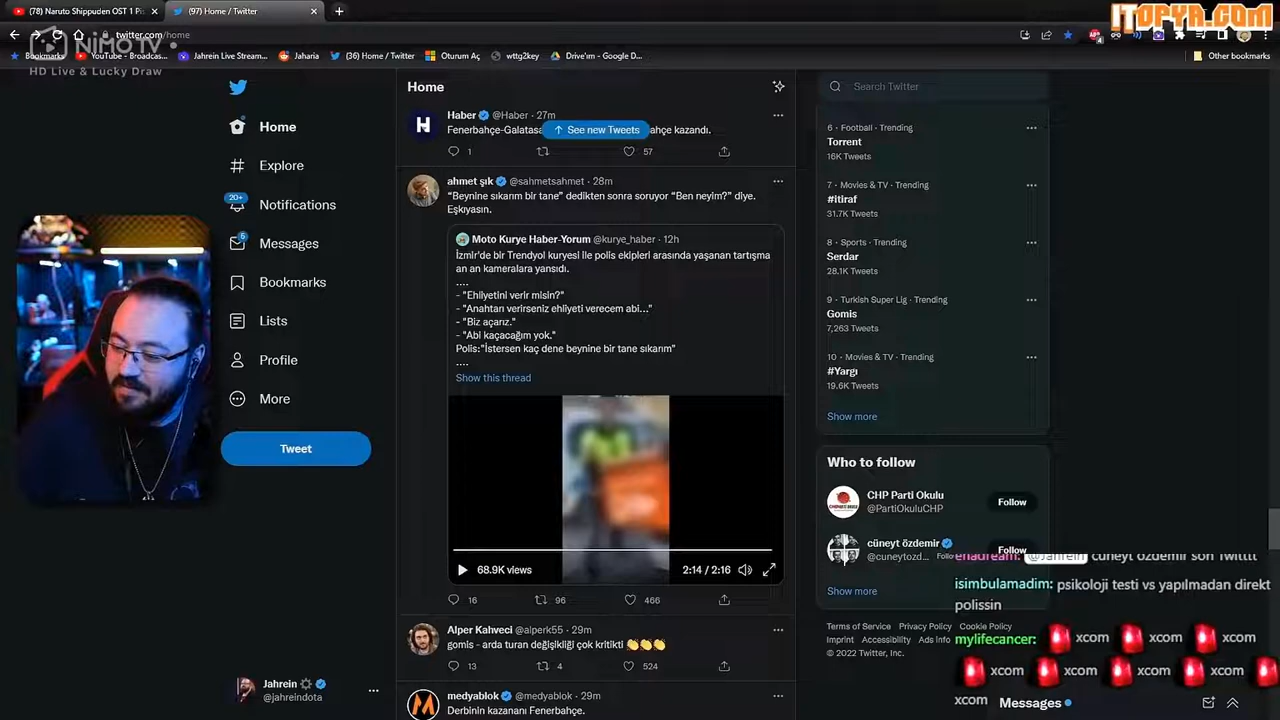 (78) Naruto Shippuden OST 1
(97) Home / Twitter
ITOPYA.COM
twitter.com/home
NIMO TV
HD Live & Lucky Draw
Bookmarks
YouTube - Broadcas...
Jahrein Live Stream...
Jaharia
(36) Home / Twitter
Oturum Aç
wttg2key
Drive'ım - Google D...
Other bookmarks
Home
Explore
20+
Notifications
6
Messages
Bookmarks
Lists
Profile
More
Tweet
Jahrein
@jahreindota
Home
Haber @Haber · 27m
Fenerbahçe-Galatasa
See new Tweets
ahçe kazandı.
1
57
ahmet şık @sahmetsahmet · 28m
“Beynine sıkarım bir tane” dedikten sonra soruyor “Ben neyim?” diye.
Eşkıyasın.
Moto Kurye Haber-Yorum @kurye_haber · 12h
İzmir'de bir Trendyol kuryesi ile polis ekipleri arasında yaşanan tartışma
an an kameralara yansıdı.
....
- "Ehliyetini verir misin?"
- "Anahtarı verirseniz ehliyeti verecem abi..."
- "Biz açarız."
- "Abi kaçacağım yok."
Polis:"İstersen kaç dene beynine bir tane sıkarım"
....
Show this thread
68.9K views
2:14 / 2:16
16
96
466
Alper Kahveci @alperk55 · 29m
gomis - arda turan değişikliği çok kritikti 👏👏👏
13
4
524
medyablok @medyablok · 29m
Derbinin kazananı Fenerbahçe.
Search Twitter
6 · Football · Trending
Torrent
16K Tweets
7 · Movies & TV · Trending
#itiraf
31.7K Tweets
8 · Sports · Trending
Serdar
28.1K Tweets
9 · Turkish Super Lig · Trending
Gomis
7,263 Tweets
10 · Movies & TV · Trending
#Yargı
19.6K Tweets
Show more
Who to follow
CHP Parti Okulu
@PartiOkuluCHP
Follow
cüneyt özdemir
@cuneytozd...
Follow
Show more
Terms of Service Privacy Policy Cookie Policy
Imprint Accessibility Ads Info
© 2022 Twitter, Inc.
enadream: @Jahrein cüneyt özdemir son Twitttt
isimbulamadim: psikoloji testi vs yapılmadan direkt
polissin
mylifecancer: xcom xcom xcom
xcom xcom xcom
xcom
Messages